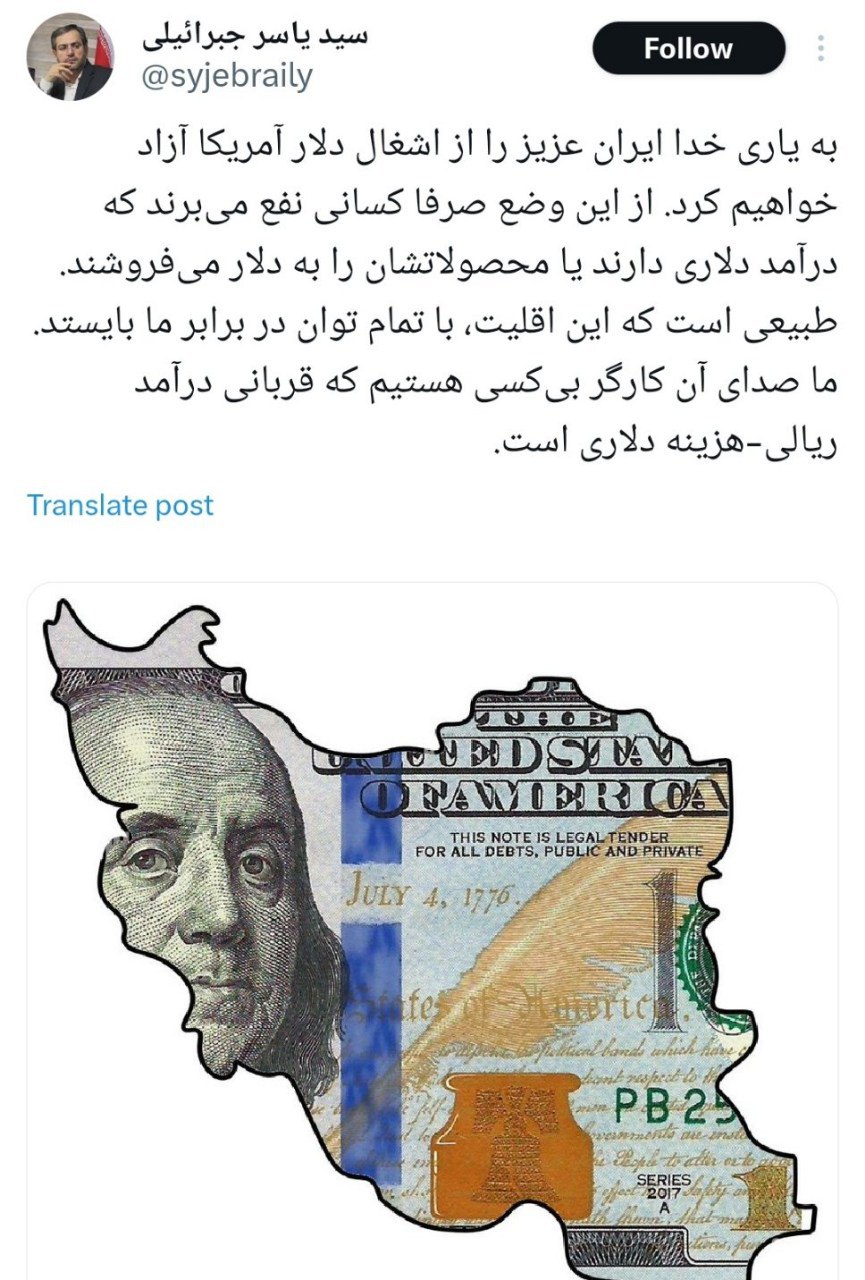 سید یاسر جبرائیلی
@syjebraily
Follow
به یاری خدا ایران عزیز را از اشغال دلار آمریکا آزاد
خواهیم کرد. از این وضع صرفا کسانی نفع می‌برند که
درآمد دلاری دارند یا محصولاتشان را به دلار می‌فروشند.
طبیعی است که این اقلیت، با تمام توان در برابر ما بایستد.
ما صدای آن کارگر بی‌کسی هستیم که قربانی درآمد
ریالی-هزینه دلاری است.
Translate post
THE
UNITED STA
OF AMERICA
THIS NOTE IS LEGAL TENDER
FOR ALL DEBTS, PUBLIC AND PRIVATE
JULY 4, 1776.
States of America.
PB25
SERIES
2017
A